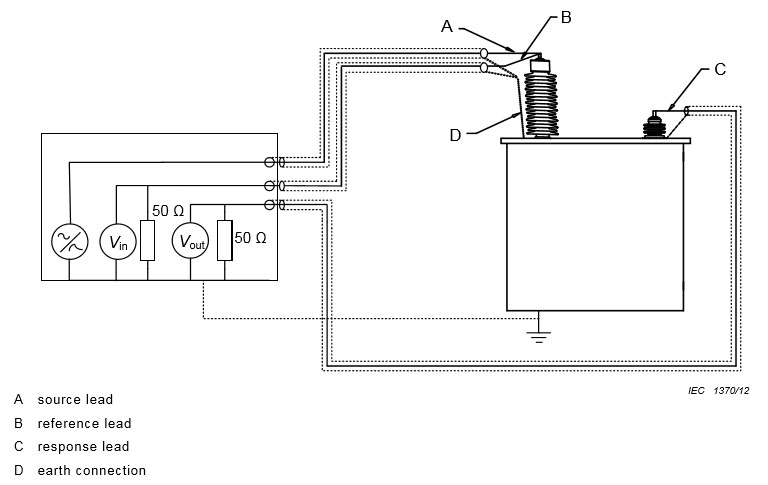 A
B
C
D
50 Ω
Vin
Vout
50 Ω
IEC 1370/12
A source lead
B reference lead
C response lead
D earth connection